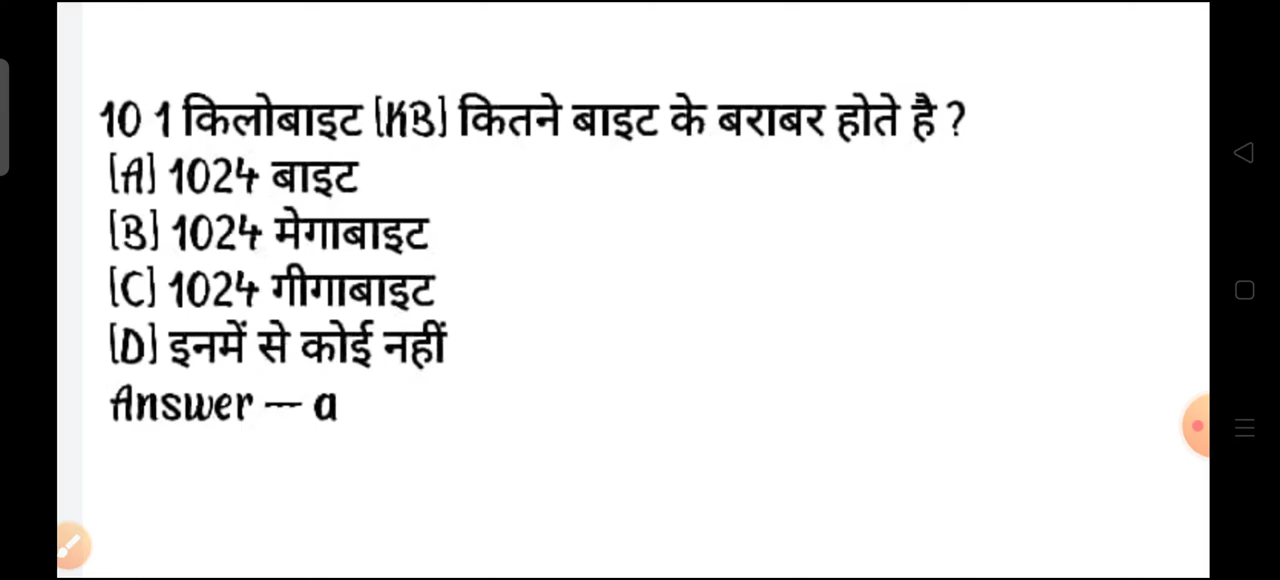 10 1 किलोबाइट [KB] कितने बाइट के बराबर होते है ?
[A] 1024 बाइट
[B] 1024 मेगाबाइट
[C] 1024 गीगाबाइट
[D] इनमें से कोई नहीं
Answer — a